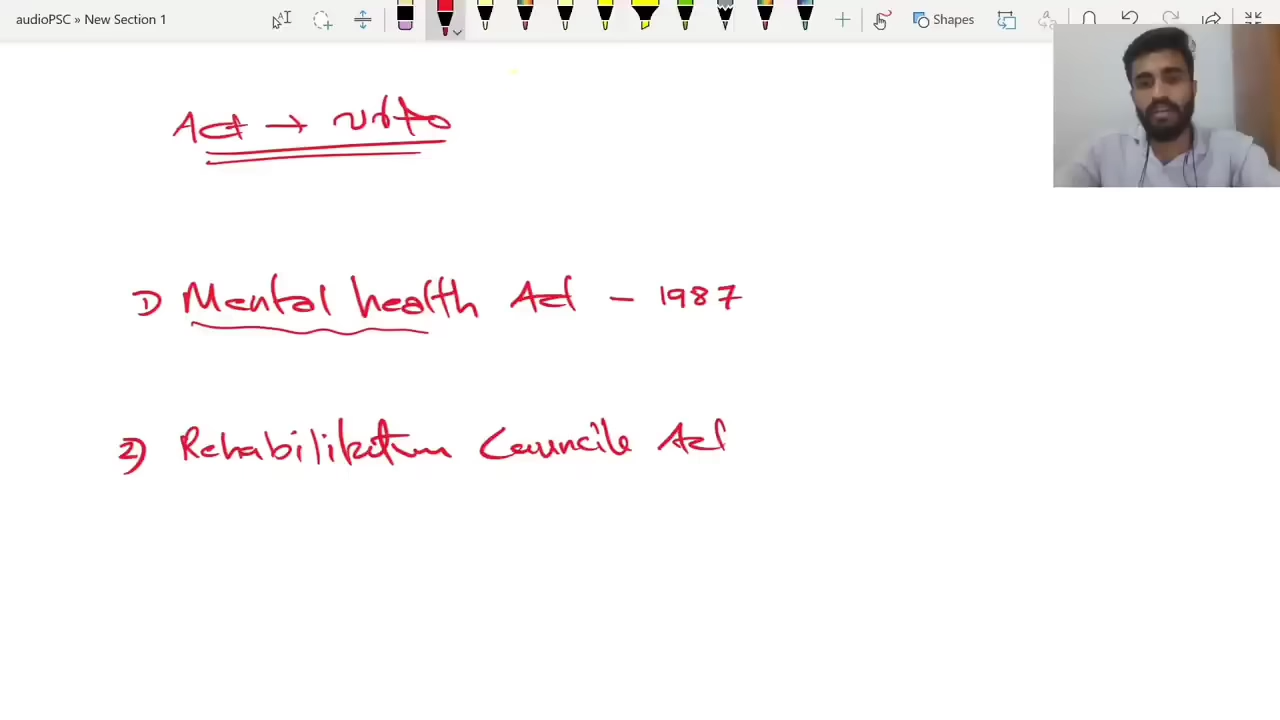 audioPSC » New Section 1
Shapes
Act →
1) Mental health Act - 1987
2) Rehabilitation Councile Act